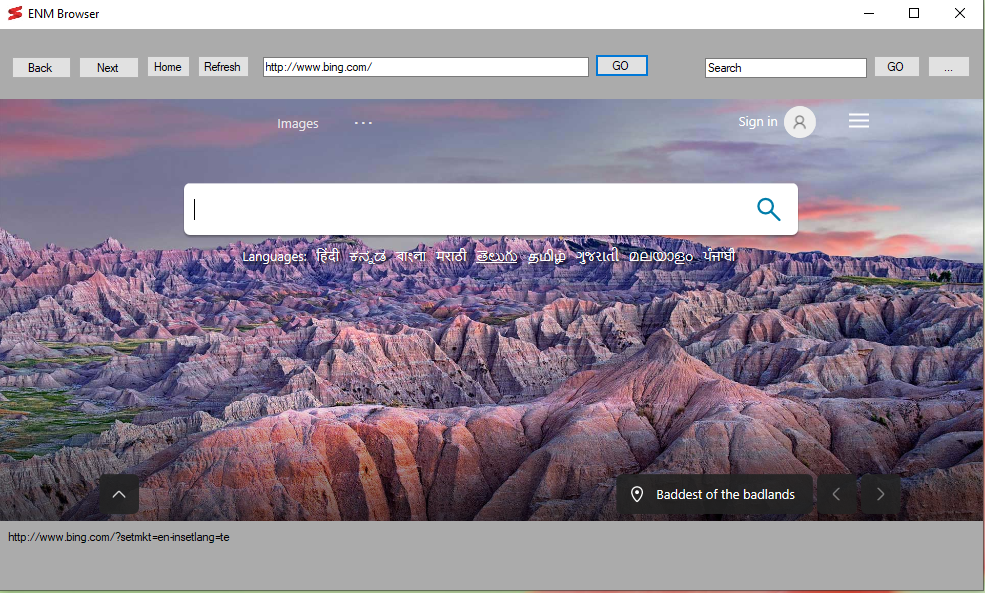 ENM Browser
Back Next Home Refresh http://www.bing.com/ GO Search GO ...
Images ... Sign in
Languages: हिंदी ಕನ್ನಡ বাংলা मराठी తెలుగు தமிழ் ગુજરાતી മലയാളം ਪੰਜਾਬੀ
Baddest of the badlands
http://www.bing.com/?setmkt=en-insetlang=te